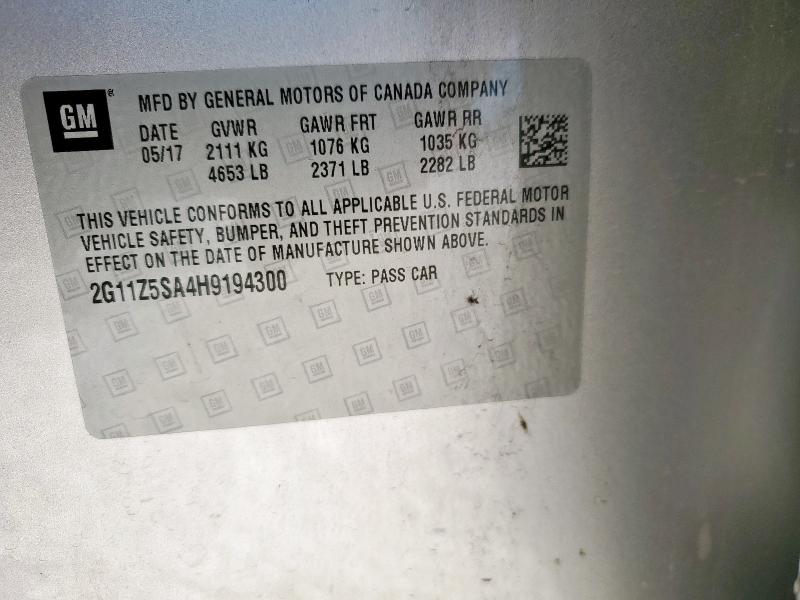 GM
MFD BY GENERAL MOTORS OF CANADA COMPANY
DATE GVWR GAWR FRT GAWR RR
05/17 2111 KG 1076 KG 1035 KG
4653 LB 2371 LB 2282 LB
THIS VEHICLE CONFORMS TO ALL APPLICABLE U.S. FEDERAL MOTOR
VEHICLE SAFETY, BUMPER, AND THEFT PREVENTION STANDARDS IN
EFFECT ON THE DATE OF MANUFACTURE SHOWN ABOVE.
2G11Z5SA4H9194300 TYPE: PASS CAR